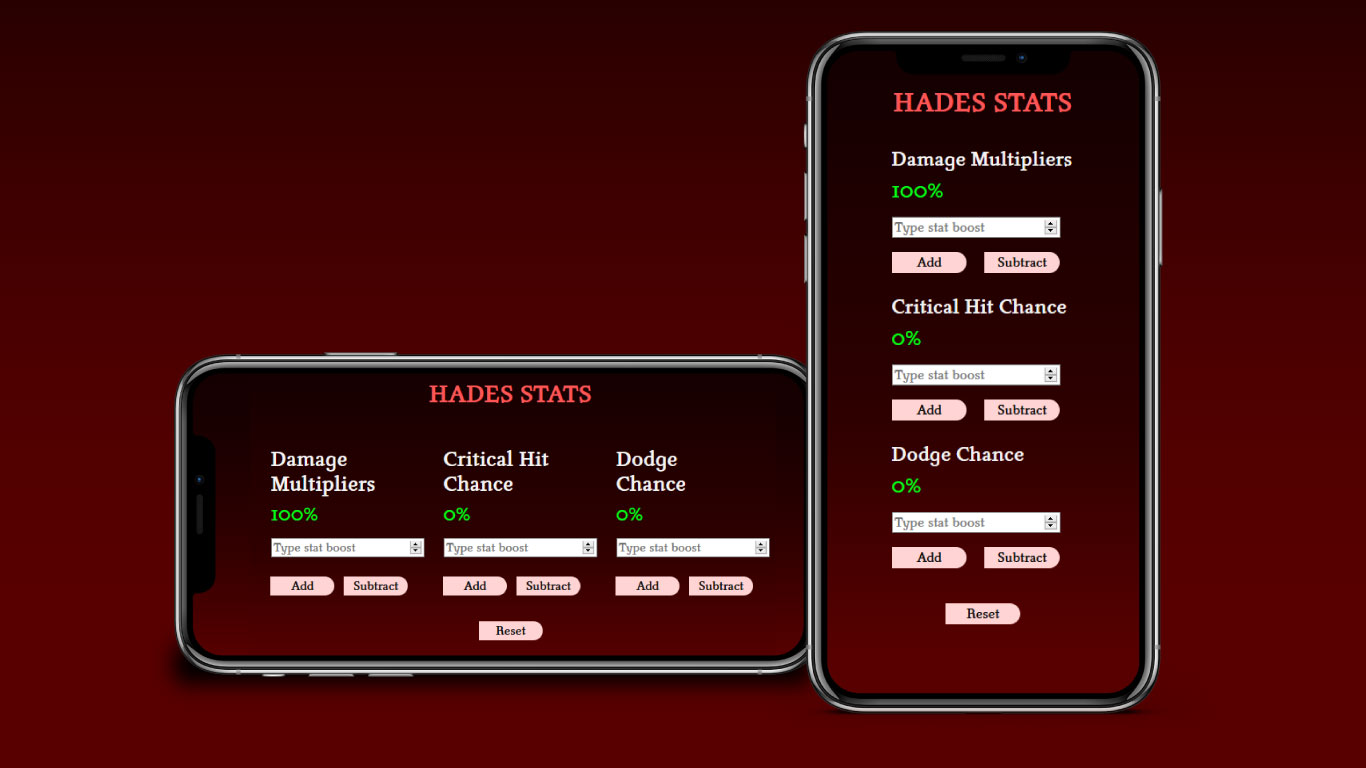 HADES STATS
Damage
Multipliers
100%
Type stat boost
Add Subtract
Critical Hit
Chance
0%
Type stat boost
Add Subtract
Dodge
Chance
0%
Type stat boost
Add Subtract
Reset
HADES STATS
Damage Multipliers
100%
Type stat boost
Add Subtract
Critical Hit Chance
0%
Type stat boost
Add Subtract
Dodge Chance
0%
Type stat boost
Add Subtract
Reset